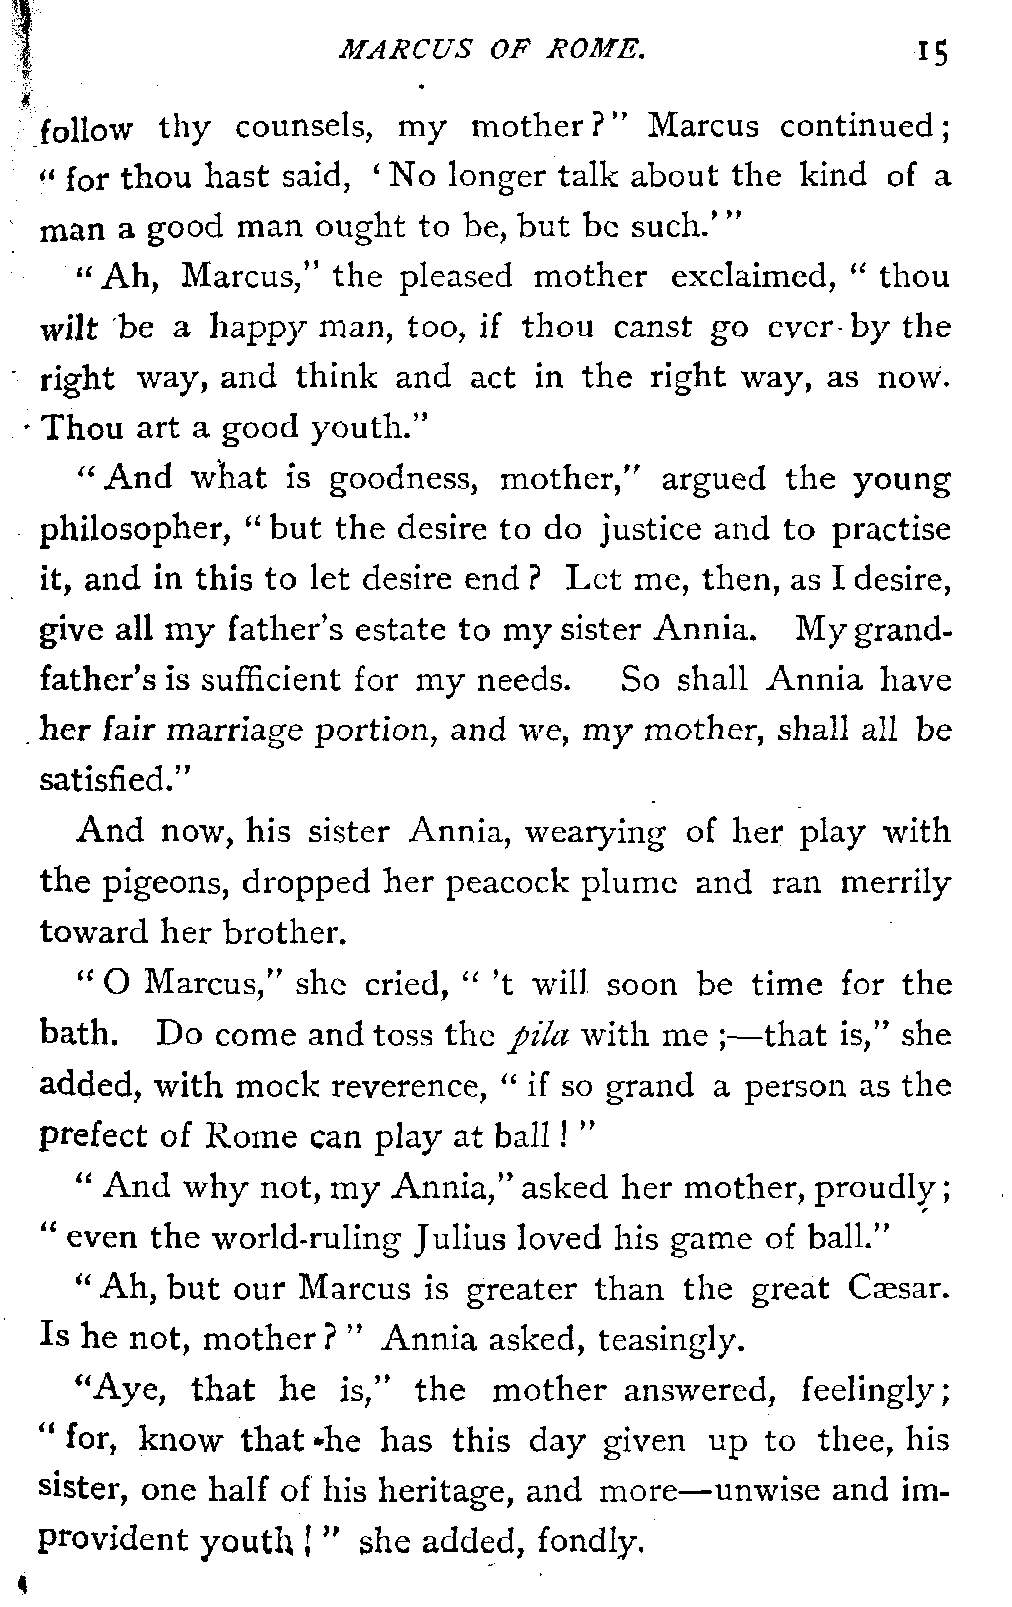 MARCUS OF ROME. 15
follow thy counsels, my mother?" Marcus continued;
"for thou hast said, 'No longer talk about the kind of a
man a good man ought to be, but be such.'"
"Ah, Marcus," the pleased mother exclaimed, "thou
wilt be a happy man, too, if thou canst go ever by the
right way, and think and act in the right way, as now.
Thou art a good youth."
"And what is goodness, mother," argued the young
philosopher, "but the desire to do justice and to practise
it, and in this to let desire end? Let me, then, as I desire,
give all my father's estate to my sister Annia. My grand-
father's is sufficient for my needs. So shall Annia have
her fair marriage portion, and we, my mother, shall all be
satisfied."
And now, his sister Annia, wearying of her play with
the pigeons, dropped her peacock plume and ran merrily
toward her brother.
"O Marcus," she cried, "'t will soon be time for the
bath. Do come and toss the pila with me;—that is," she
added, with mock reverence, "if so grand a person as the
prefect of Rome can play at ball!"
"And why not, my Annia," asked her mother, proudly;
"even the world-ruling Julius loved his game of ball."
"Ah, but our Marcus is greater than the great Cæsar.
Is he not, mother?" Annia asked, teasingly.
"Aye, that he is," the mother answered, feelingly;
"for, know that he has this day given up to thee, his
sister, one half of his heritage, and more—unwise and im-
provident youth!" she added, fondly.